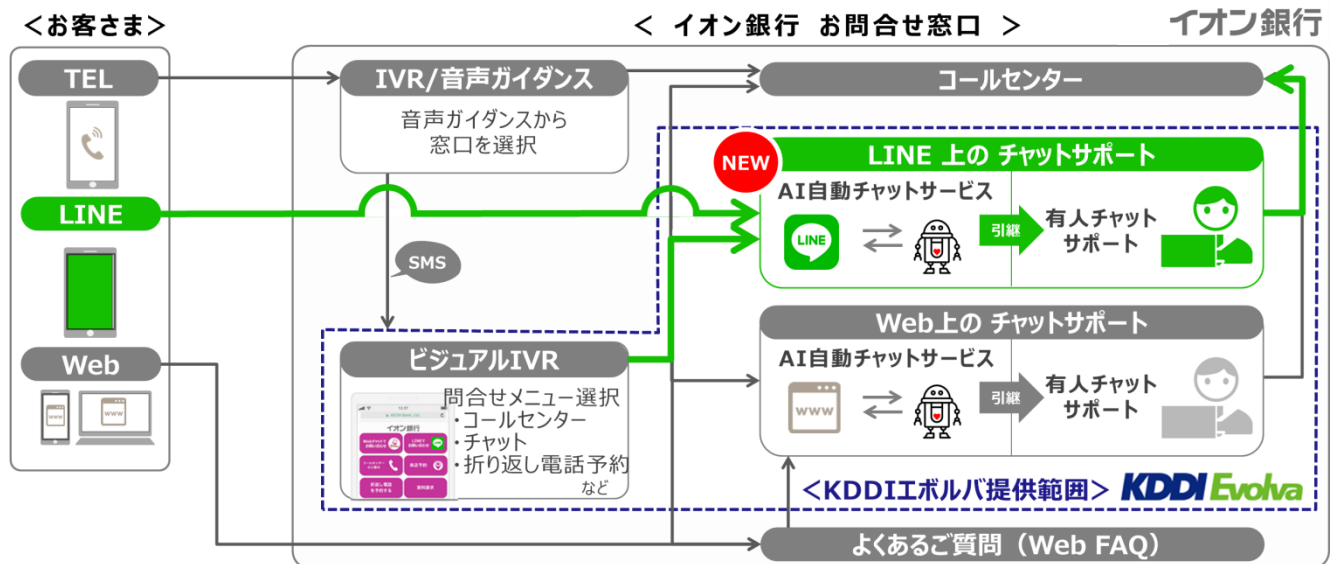 <お客さま>
< イオン銀行 お問合せ窓口 >
イオン銀行
TEL
IVR/音声ガイダンス
音声ガイダンスから
窓口を選択
コールセンター
NEW
LINE 上の チャットサポート
AI自動チャットサービス
LINE
引継
有人チャット
サポート
LINE
SMS
Web上の チャットサポート
AI自動チャットサービス
www
引継
有人チャット
サポート
Web
www
www
ビジュアルIVR
問合せメニュー選択
・コールセンター
・チャット
・折り返し電話予約
など
イオン銀行
<KDDIエボルバ提供範囲>
KDDI Evolva
よくあるご質問（Web FAQ）